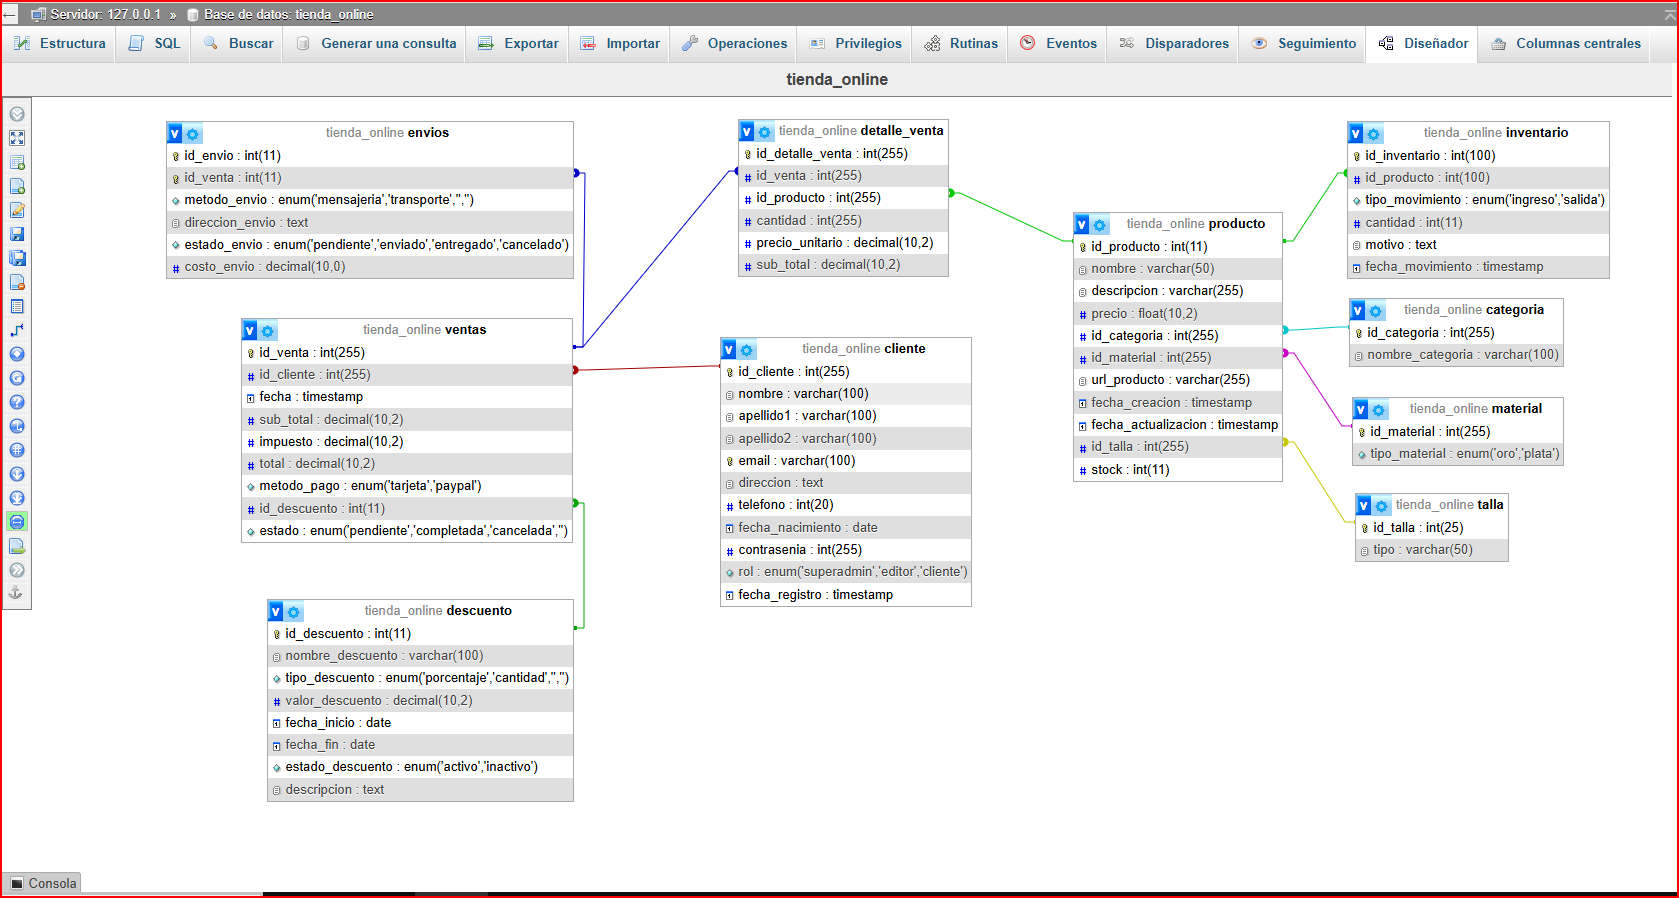 Servidor: 127.0.0.1 » Base de datos: tienda_online
Estructura SQL Buscar Generar una consulta Exportar Importar Operaciones Privilegios Rutinas Eventos Disparadores Seguimiento Diseñador Columnas centrales
tienda_online
tienda_online envios
id_envio : int(11)
id_venta : int(11)
metodo_envio : enum('mensajeria','transporte','','')
direccion_envio : text
estado_envio : enum('pendiente','enviado','entregado','cancelado')
costo_envio : decimal(10,0)
tienda_online ventas
id_venta : int(255)
id_cliente : int(255)
fecha : timestamp
sub_total : decimal(10,2)
impuesto : decimal(10,2)
total : decimal(10,2)
metodo_pago : enum('tarjeta','paypal')
id_descuento : int(11)
estado : enum('pendiente','completada','cancelada','')
tienda_online descuento
id_descuento : int(11)
nombre_descuento : varchar(100)
tipo_descuento : enum('porcentaje','cantidad','','')
valor_descuento : decimal(10,2)
fecha_inicio : date
fecha_fin : date
estado_descuento : enum('activo','inactivo')
descripcion : text
tienda_online detalle_venta
id_detalle_venta : int(255)
id_venta : int(255)
id_producto : int(255)
cantidad : int(255)
precio_unitario : decimal(10,2)
sub_total : decimal(10,2)
tienda_online cliente
id_cliente : int(255)
nombre : varchar(100)
apellido1 : varchar(100)
apellido2 : varchar(100)
email : varchar(100)
direccion : text
telefono : int(20)
fecha_nacimiento : date
contrasenia : int(255)
rol : enum('superadmin','editor','cliente')
fecha_registro : timestamp
tienda_online producto
id_producto : int(11)
nombre : varchar(50)
descripcion : varchar(255)
precio : float(10,2)
id_categoria : int(255)
id_material : int(255)
url_producto : varchar(255)
fecha_creacion : timestamp
fecha_actualizacion : timestamp
id_talla : int(255)
stock : int(11)
tienda_online inventario
id_inventario : int(100)
id_producto : int(100)
tipo_movimiento : enum('ingreso','salida')
cantidad : int(11)
motivo : text
fecha_movimiento : timestamp
tienda_online categoria
id_categoria : int(255)
nombre_categoria : varchar(100)
tienda_online material
id_material : int(255)
tipo_material : enum('oro','plata')
tienda_online talla
id_talla : int(25)
tipo : varchar(50)
Consola